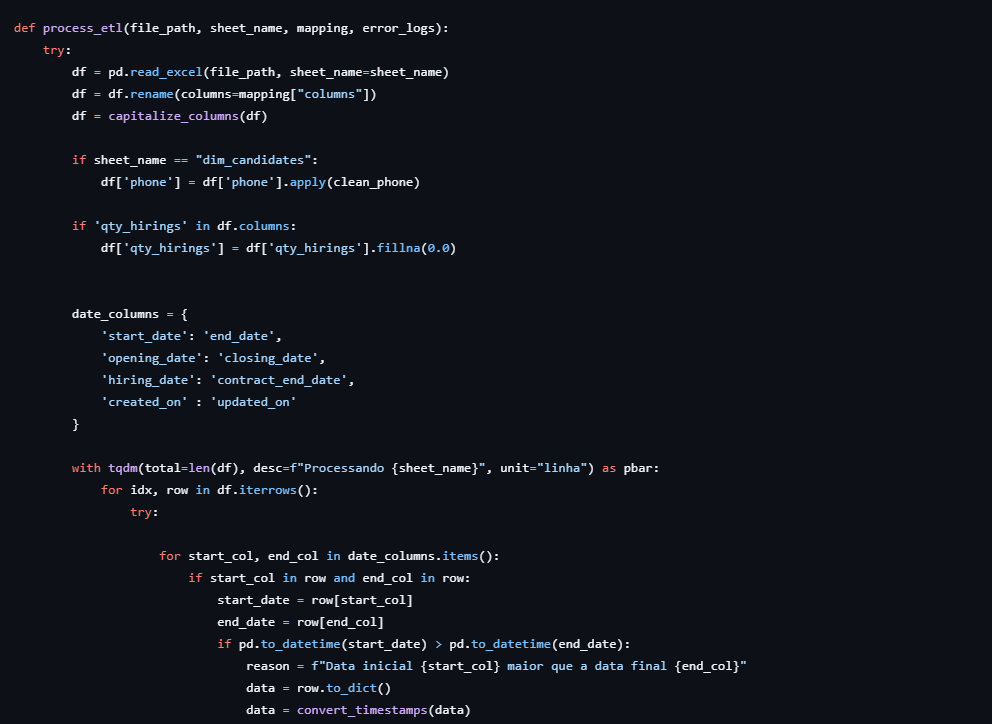 def process_etl(file_path, sheet_name, mapping, error_logs):
    try:
        df = pd.read_excel(file_path, sheet_name=sheet_name)
        df = df.rename(columns=mapping["columns"])
        df = capitalize_columns(df)

        if sheet_name == "dim_candidates":
            df['phone'] = df['phone'].apply(clean_phone)

        if 'qty_hirings' in df.columns:
            df['qty_hirings'] = df['qty_hirings'].fillna(0.0)


        date_columns = {
            'start_date': 'end_date',
            'opening_date': 'closing_date',
            'hiring_date': 'contract_end_date',
            'created_on' : 'updated_on'
        }

        with tqdm(total=len(df), desc=f"Processando {sheet_name}", unit="linha") as pbar:
            for idx, row in df.iterrows():
                try:

                    for start_col, end_col in date_columns.items():
                        if start_col in row and end_col in row:
                            start_date = row[start_col]
                            end_date = row[end_col]
                            if pd.to_datetime(start_date) > pd.to_datetime(end_date):
                                reason = f"Data inicial {start_col} maior que a data final {end_col}"
                                data = row.to_dict()
                                data = convert_timestamps(data)